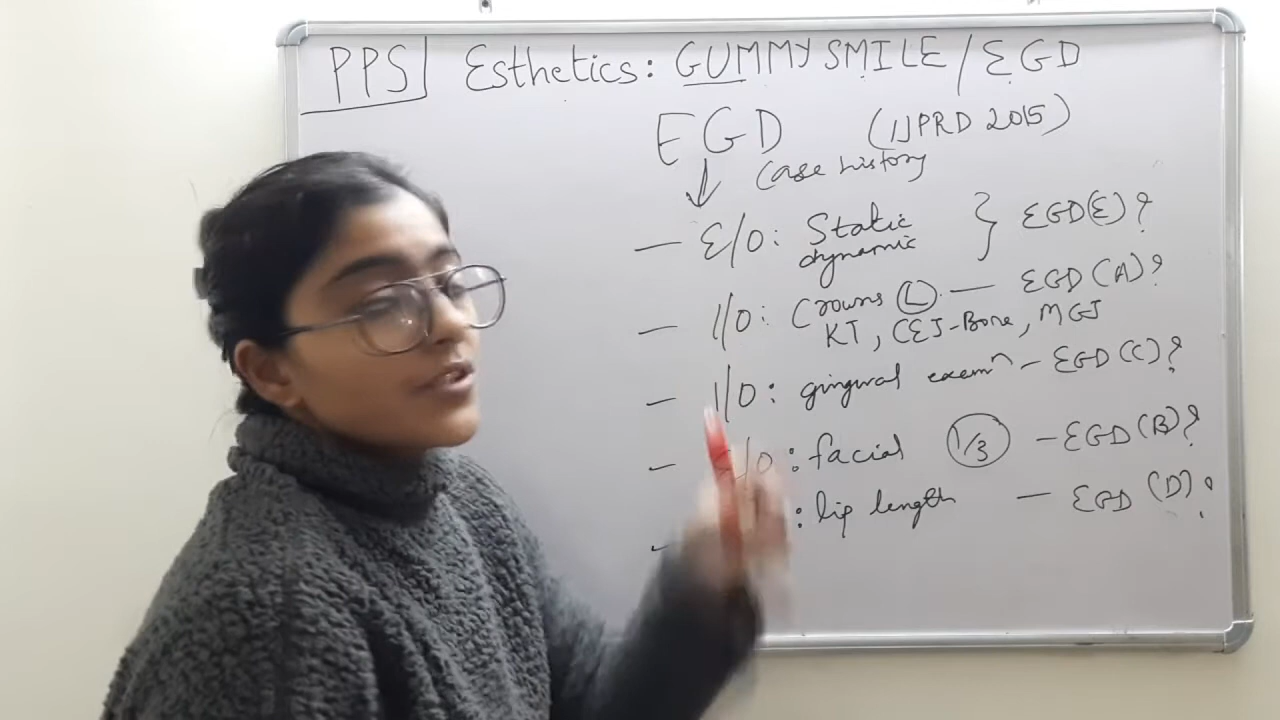 PPS Esthetics: GUMMY SMILE / EGD
EGD (IJPRD 2015)
Case history
— E/O: Static } EGD(E)?
dynamic
— I/O: Crowns (L) — EGD(A)?
KT, CEJ-Bone, MGJ
— I/O: gingival examn — EGD(C)?
— E/O: facial 1/3 — EGD(B)?
— : lip length — EGD (D)?